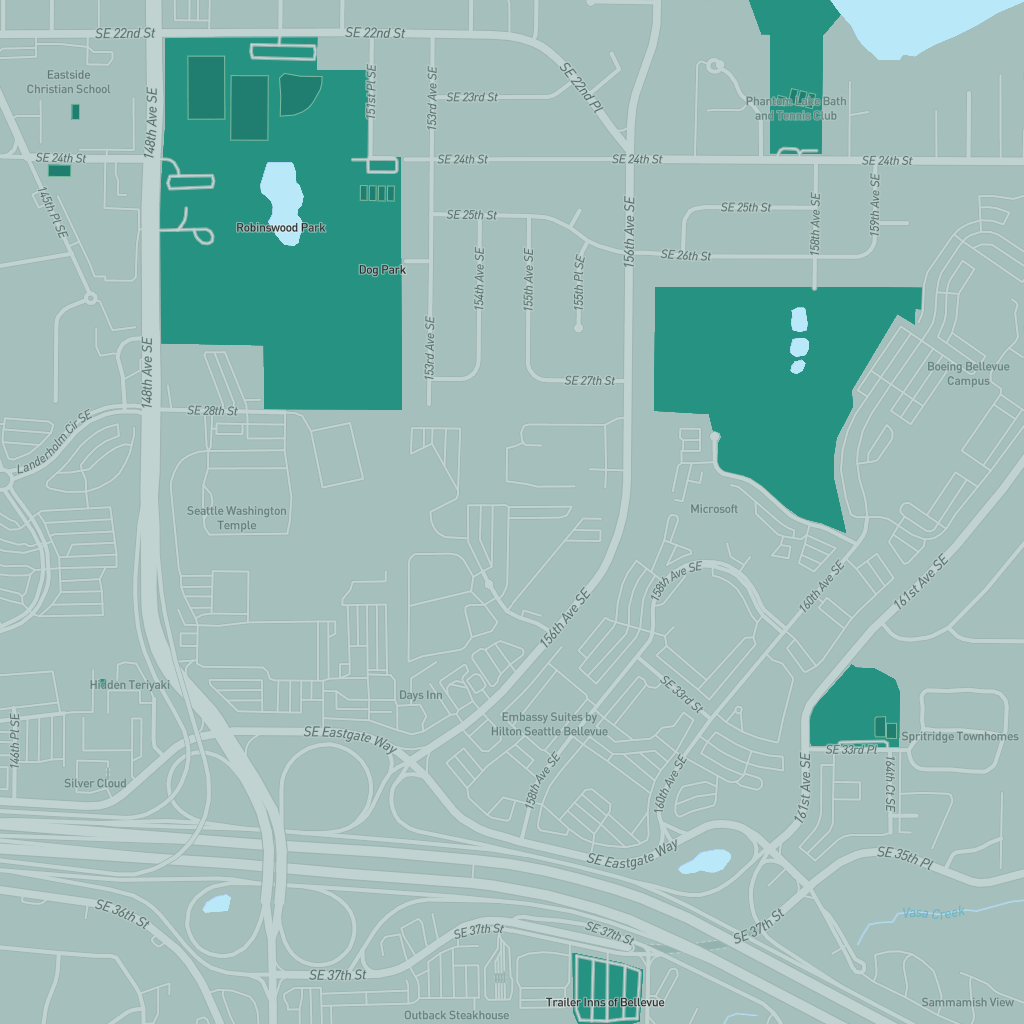 SE 22nd St
SE 22nd St
Eastside
Christian School
148th Ave SE
151st Pl SE
153rd Ave SE
SE 23rd St
SE 22nd Pl
Phantom Lake Bath
and Tennis Club
SE 24th St
SE 24th St
SE 24th St
SE 24th St
145th Pl SE
Robinswood Park
Dog Park
SE 25th St
SE 25th St
156th Ave SE
158th Ave SE
159th Ave SE
SE 26th St
154th Ave SE
155th Ave SE
155th Pl SE
153rd Ave SE
148th Ave SE
SE 27th St
Boeing Bellevue
Campus
SE 28th St
Landerholm Cir SE
Seattle Washington
Temple
Microsoft
158th Ave SE
160th Ave SE
161st Ave SE
156th Ave SE
Hidden Teriyaki
Days Inn
SE 33rd St
146th Pl SE
SE Eastgate Way
Embassy Suites by
Hilton Seattle Bellevue
Spritridge Townhomes
SE 33rd Pl
Silver Cloud
158th Ave SE
160th Ave SE
161st Ave SE
164th Ct SE
SE Eastgate Way
SE 35th Pl
SE 36th St
Vasa Creek
SE 37th St
SE 37th St
SE 37th St
SE 37th St
Trailer Inns of Bellevue
Sammamish View
Outback Steakhouse